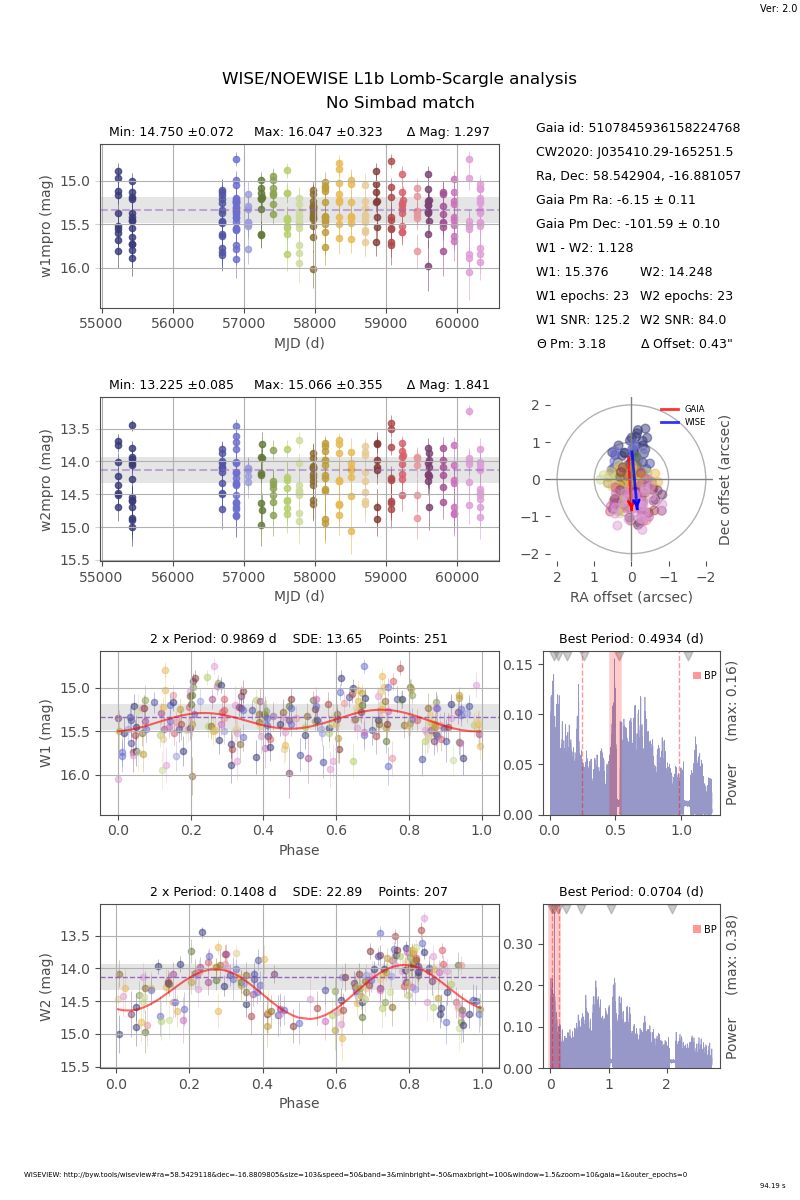 Ver: 2.0
WISE/NOEWISE L1b Lomb-Scargle analysis
No Simbad match
Min: 14.750 ±0.072 Max: 16.047 ±0.323 Δ Mag: 1.297
w1mpro (mag)
15.0
15.5
16.0
55000 56000 57000 58000 59000 60000
MJD (d)
Gaia id: 5107845936158224768
CW2020: J035410.29-165251.5
Ra, Dec: 58.542904, -16.881057
Gaia Pm Ra: -6.15 ± 0.11
Gaia Pm Dec: -101.59 ± 0.10
W1 - W2: 1.128
W1: 15.376 W2: 14.248
W1 epochs: 23 W2 epochs: 23
W1 SNR: 125.2 W2 SNR: 84.0
Θ Pm: 3.18 Δ Offset: 0.43"
Min: 13.225 ±0.085 Max: 15.066 ±0.355 Δ Mag: 1.841
w2mpro (mag)
13.5
14.0
14.5
15.0
15.5
55000 56000 57000 58000 59000 60000
MJD (d)
GAIA
WISE
2
1
0
−1
−2
2 1 0 −1 −2
RA offset (arcsec)
Dec offset (arcsec)
2 x Period: 0.9869 d SDE: 13.65 Points: 251
W1 (mag)
15.0
15.5
16.0
0.0 0.2 0.4 0.6 0.8 1.0
Phase
Best Period: 0.4934 (d)
BP
0.15
0.10
0.05
0.00
0.0 0.5 1.0
Power (max: 0.16)
2 x Period: 0.1408 d SDE: 22.89 Points: 207
W2 (mag)
13.5
14.0
14.5
15.0
15.5
0.0 0.2 0.4 0.6 0.8 1.0
Phase
Best Period: 0.0704 (d)
BP
0.30
0.20
0.10
0.00
0 1 2
Power (max: 0.38)
WISEVIEW: http://byw.tools/wiseview#ra=58.5429118&dec=-16.8809805&size=103&speed=50&band=3&minbright=-50&maxbright=100&window=1.5&zoom=10&gaia=1&outer_epochs=0
94.19 s